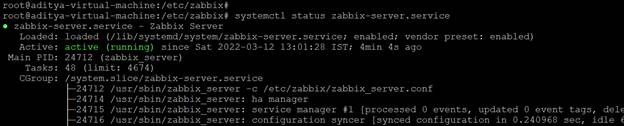 root@aditya-virtual-machine:/etc/zabbix#
root@aditya-virtual-machine:/etc/zabbix# systemctl status zabbix-server.service
● zabbix-server.service - Zabbix Server
Loaded: loaded (/lib/systemd/system/zabbix-server.service; enabled; vendor preset: enabled)
Active: active (running) since Sat 2022-03-12 13:01:28 IST; 4min 4s ago
Main PID: 24712 (zabbix_server)
Tasks: 48 (limit: 4674)
CGroup: /system.slice/zabbix-server.service
├─24712 /usr/sbin/zabbix_server -c /etc/zabbix/zabbix_server.conf
├─24714 /usr/sbin/zabbix_server: ha manager
├─24715 /usr/sbin/zabbix_server: service manager #1 [processed 0 events, updated 0 event tags, dele
├─24716 /usr/sbin/zabbix_server: configuration syncer [synced configuration in 0.240968 sec, idle 6